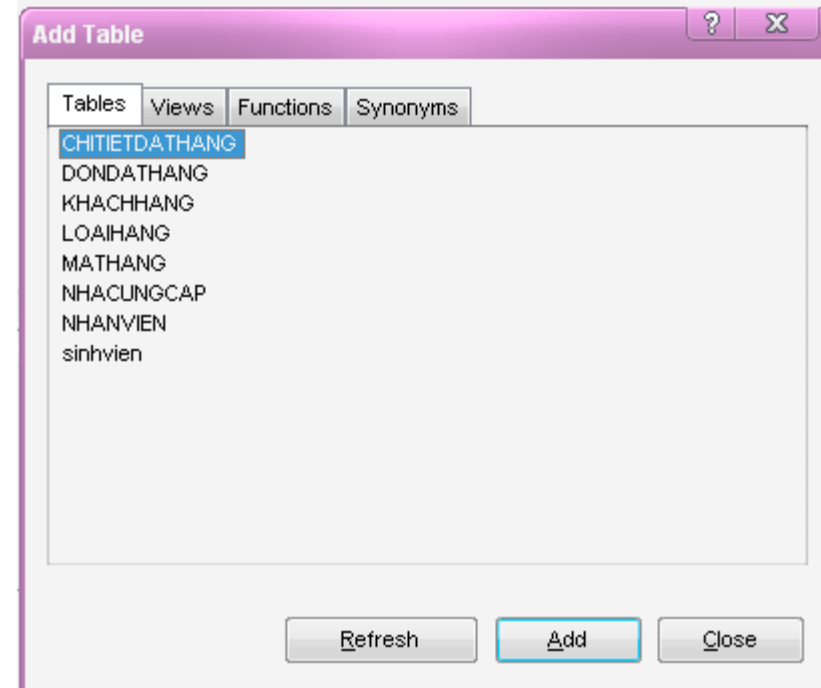 Add Table
Tables Views Functions Synonyms
CHITIETDATHANG
DONDATHANG
KHACHHANG
LOAIHANG
MATHANG
NHACUNGCAP
NHANVIEN
sinhvien
Refresh Add Close